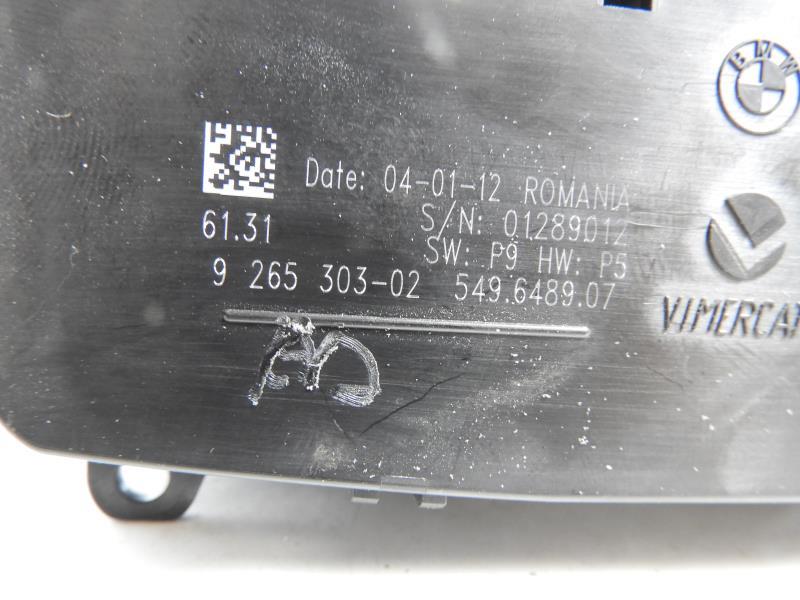 BMW
Date: 04-01-12 ROMANIA
61.31 S/N: 01289012
SW: P9 HW: P5
9 265 303-02 549.6489.07